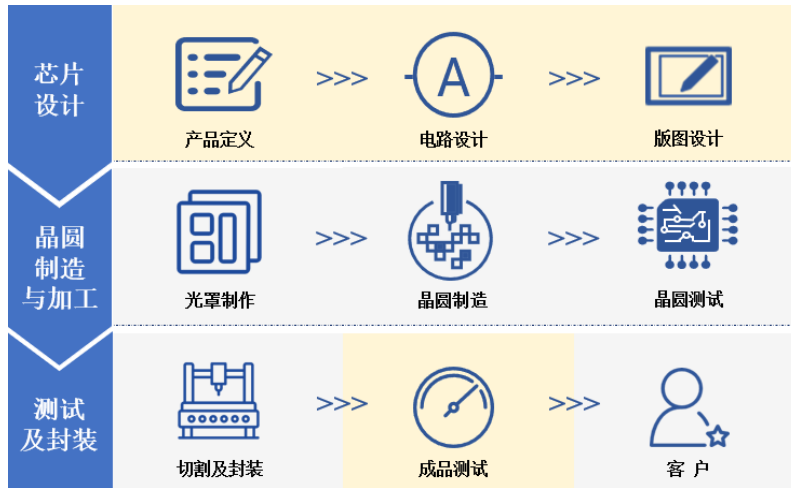 芯片
设计
产品定义
>>>
A
电路设计
>>>
版图设计
晶圆
制造
与加工
光罩制作
>>>
晶圆制造
>>>
晶圆测试
测试
及封装
切割及封装
>>>
成品测试
>>>
客 户